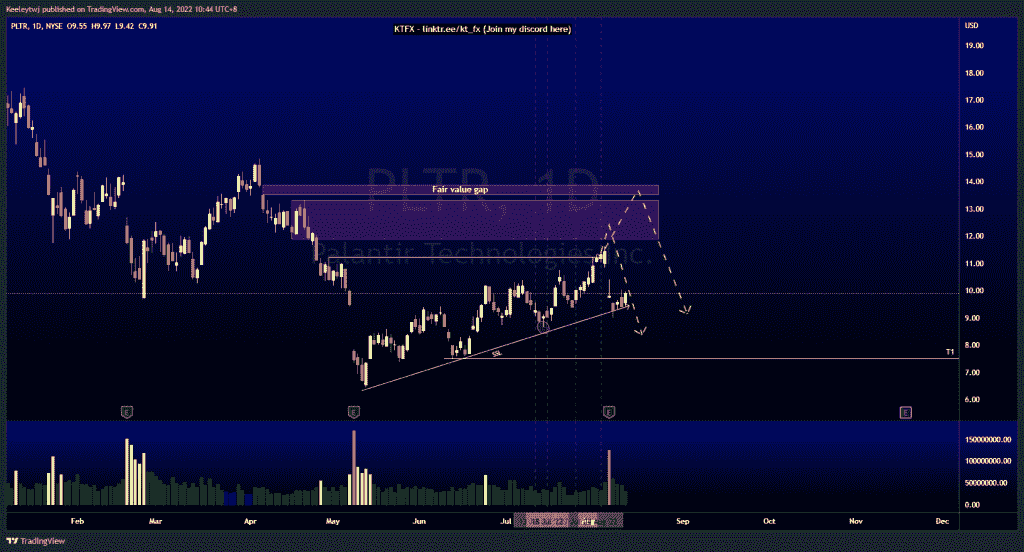 Keeleytwj published on TradingView.com, Aug 14, 2022 10:44 UTC+8
PLTR, 1D, NYSE O9.55 H9.97 L9.42 C9.91
KTFX - linktr.ee/kt_fx (Join my discord here)
USD
19.00
18.00
17.00
16.00
15.00
14.00
13.00
12.00
11.00
10.00
9.00
8.00
7.00
6.00
PLTR, 1D
Palantir Technologies Inc.
Fair value gap
SSL
T1
E
E
E
E
150000000.00
100000000.00
50000000.00
0.00
Feb
Mar
Apr
May
Jun
Jul
Aug
Sep
Oct
Nov
Dec
TradingView